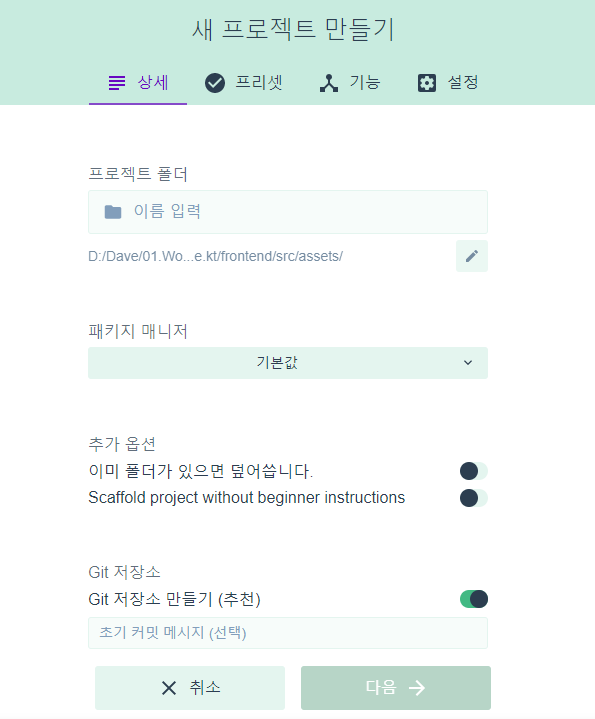 새 프로젝트 만들기
상세 프리셋 기능 설정
프로젝트 폴더
이름 입력
D:/Dave/01.Wo...e.kt/frontend/src/assets/
패키지 매니저
기본값
추가 옵션
이미 폴더가 있으면 덮어씁니다.
Scaffold project without beginner instructions
Git 저장소
Git 저장소 만들기 (추천)
초기 커밋 메시지 (선택)
취소 다음